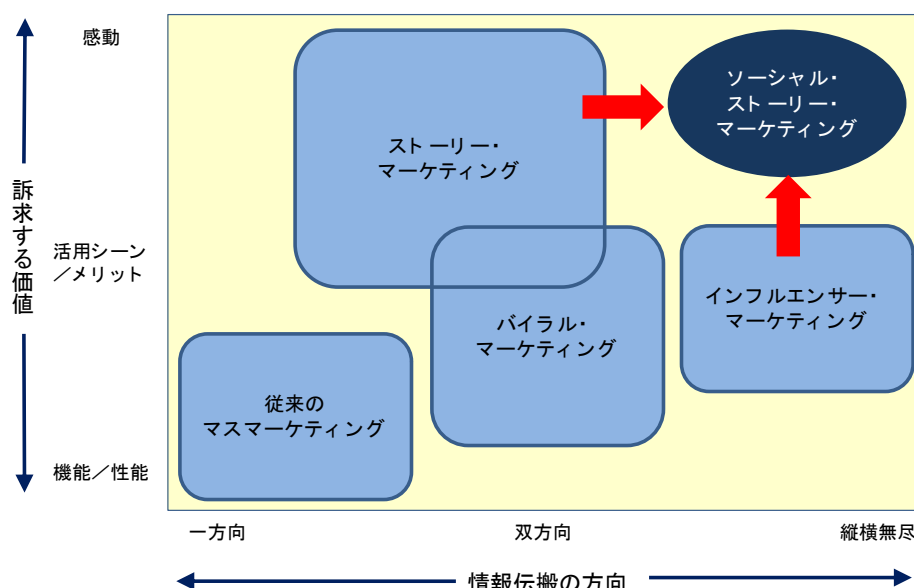 感動
ソーシャル・
ストーリー・
マーケティング
ストーリー・
マーケティング
訴求する価値
活用シーン
／メリット
インフルエンサー・
マーケティング
バイラル・
マーケティング
従来の
マスマーケティング
機能／性能
一方向
双方向
縦横無尽
情報伝搬の方向